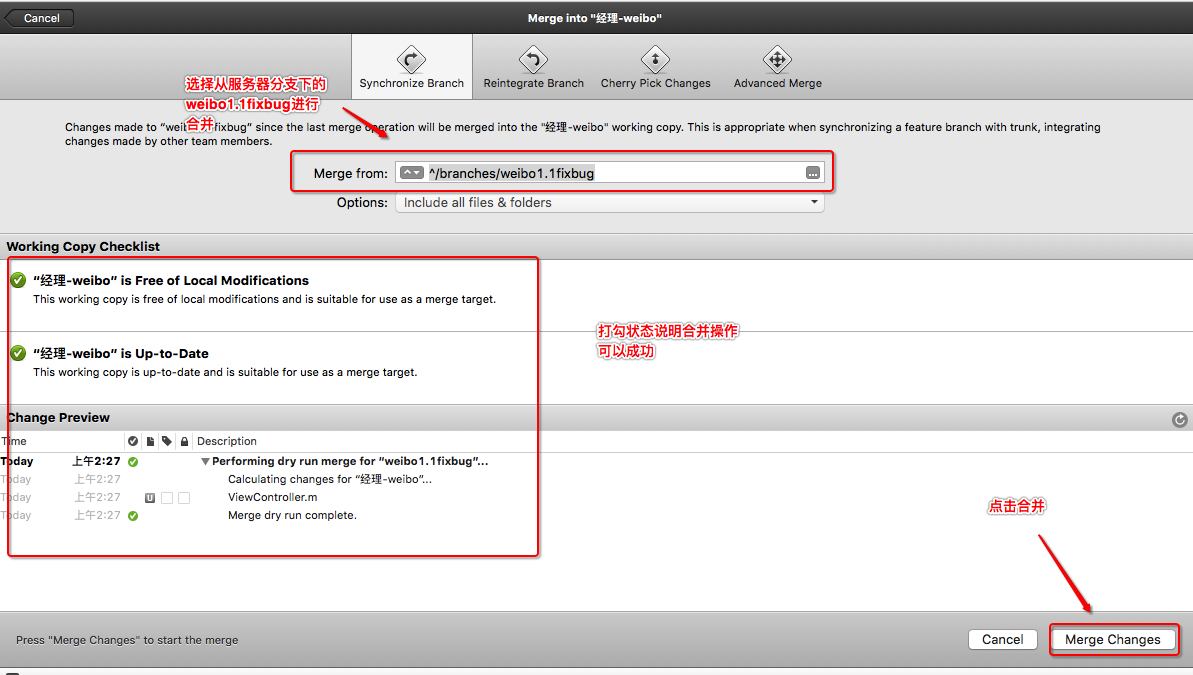 Cancel
Merge into "经理-weibo"
Synchronize Branch
Reintegrate Branch
Cherry Pick Changes
Advanced Merge
选择从服务器分支下的
weibo1.1fixbug进行
合并
Changes made to “wei fixbug” since the last merge operation will be merged into the "经理-weibo" working copy. This is appropriate when synchronizing a feature branch with trunk, integrating
changes made by other team members.
Merge from: ^/branches/weibo1.1fixbug ...
Options: Include all files & folders
Working Copy Checklist
“经理-weibo” is Free of Local Modifications
This working copy is free of local modifications and is suitable for use as a merge target.
打勾状态说明合并操作
可以成功
“经理-weibo” is Up-to-Date
This working copy is up-to-date and is suitable for use as a merge target.
Change Preview
Time Description
Today 上午2:27 Performing dry run merge for “weibo1.1fixbug”...
Today 上午2:27 Calculating changes for “经理-weibo”...
Today 上午2:27 U ViewController.m
Today 上午2:27 Merge dry run complete.
点击合并
Press "Merge Changes" to start the merge
Cancel
Merge Changes